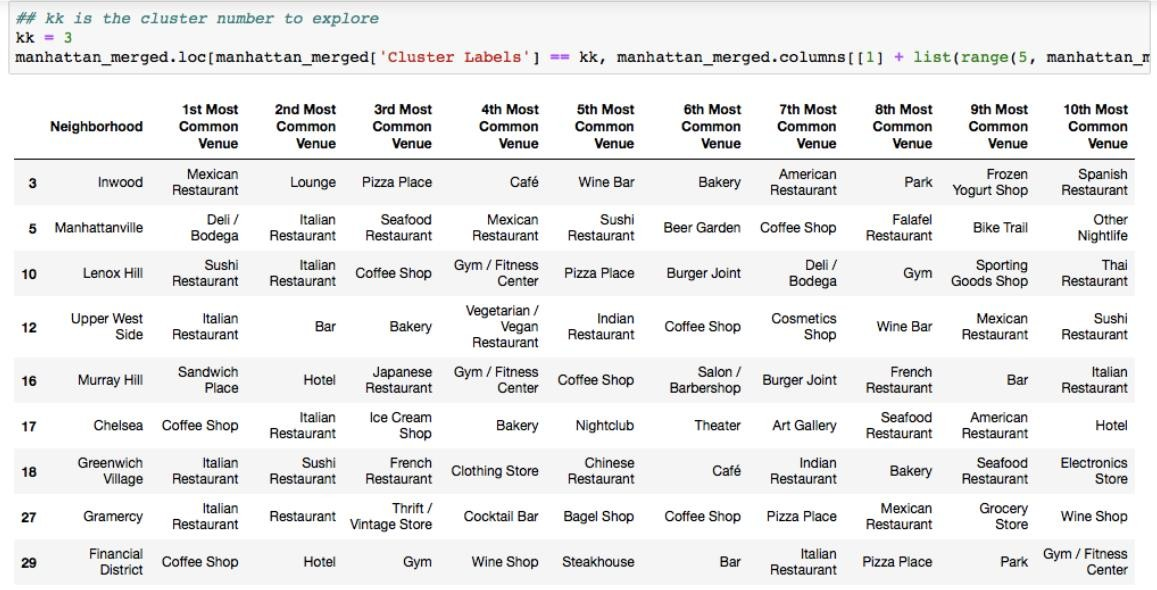 ## kk is the cluster number to explore
kk = 3
manhattan_merged.loc[manhattan_merged['Cluster Labels'] == kk, manhattan_merged.columns[[1] + list(range(5, manhattan_m
Neighborhood 1st Most Common Venue 2nd Most Common Venue 3rd Most Common Venue 4th Most Common Venue 5th Most Common Venue 6th Most Common Venue 7th Most Common Venue 8th Most Common Venue 9th Most Common Venue 10th Most Common Venue
3 Inwood Mexican Restaurant Lounge Pizza Place Café Wine Bar Bakery American Restaurant Park Frozen Yogurt Shop Spanish Restaurant
5 Manhattanville Deli / Bodega Italian Restaurant Seafood Restaurant Mexican Restaurant Sushi Restaurant Beer Garden Coffee Shop Falafel Restaurant Bike Trail Other Nightlife
10 Lenox Hill Sushi Restaurant Italian Restaurant Coffee Shop Gym / Fitness Center Pizza Place Burger Joint Deli / Bodega Gym Sporting Goods Shop Thai Restaurant
12 Upper West Side Italian Restaurant Bar Bakery Vegetarian / Vegan Restaurant Indian Restaurant Coffee Shop Cosmetics Shop Wine Bar Mexican Restaurant Sushi Restaurant
16 Murray Hill Sandwich Place Hotel Japanese Restaurant Gym / Fitness Center Coffee Shop Salon / Barbershop Burger Joint French Restaurant Bar Italian Restaurant
17 Chelsea Coffee Shop Italian Restaurant Ice Cream Shop Bakery Nightclub Theater Art Gallery Seafood Restaurant American Restaurant Hotel
18 Greenwich Village Italian Restaurant Sushi Restaurant French Restaurant Clothing Store Chinese Restaurant Café Indian Restaurant Bakery Seafood Restaurant Electronics Store
27 Gramercy Italian Restaurant Restaurant Thrift / Vintage Store Cocktail Bar Bagel Shop Coffee Shop Pizza Place Mexican Restaurant Grocery Store Wine Shop
29 Financial District Coffee Shop Hotel Gym Wine Shop Steakhouse Bar Italian Restaurant Pizza Place Park Gym / Fitness Center